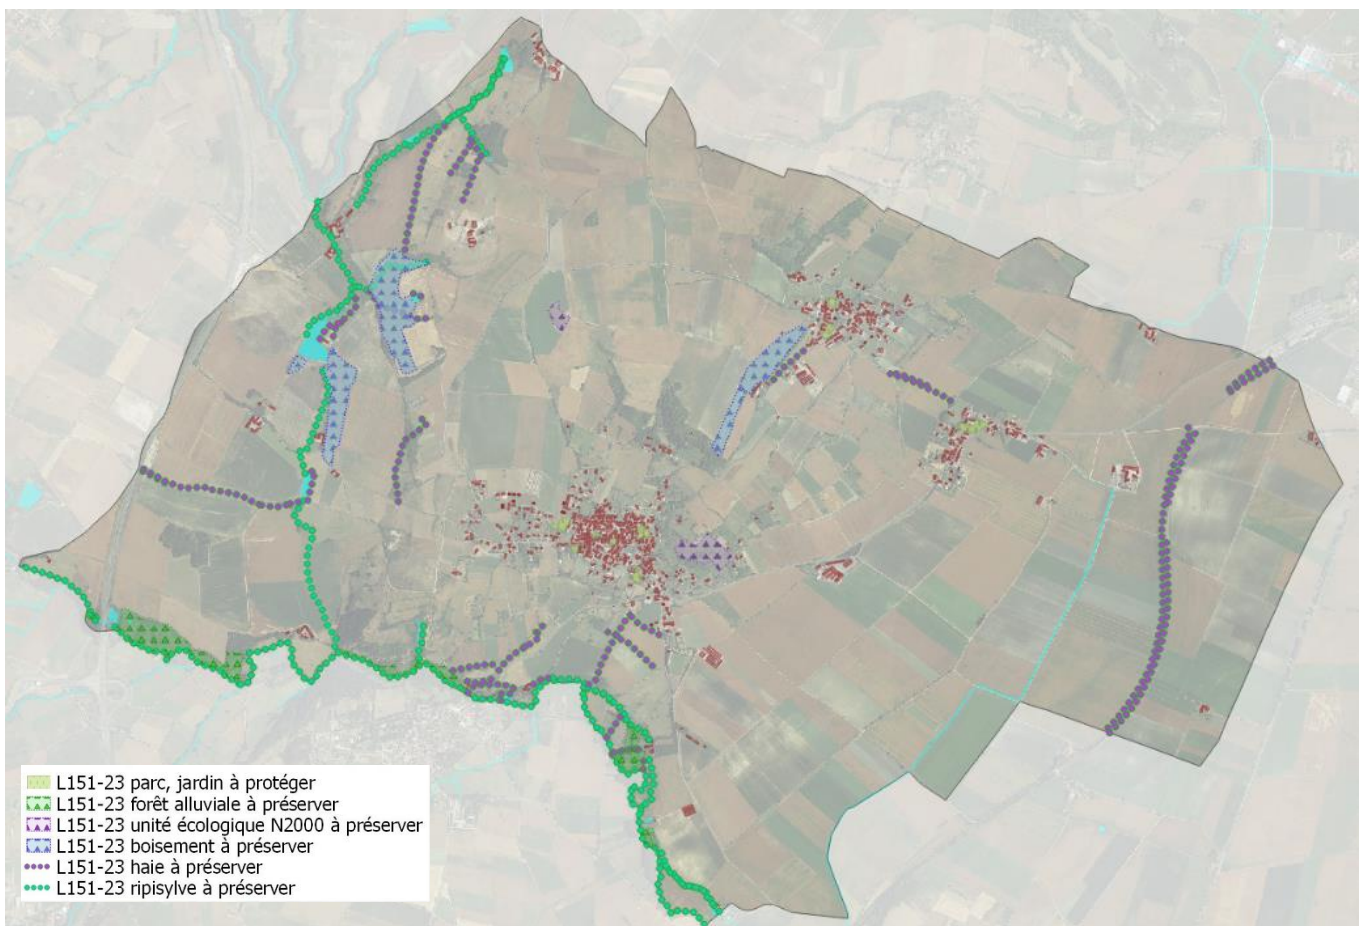 L151-23 parc, jardin à protéger
L151-23 forêt alluviale à préserver
L151-23 unité écologique N2000 à préserver
L151-23 boisement à préserver
L151-23 haie à préserver
L151-23 ripisylve à préserver